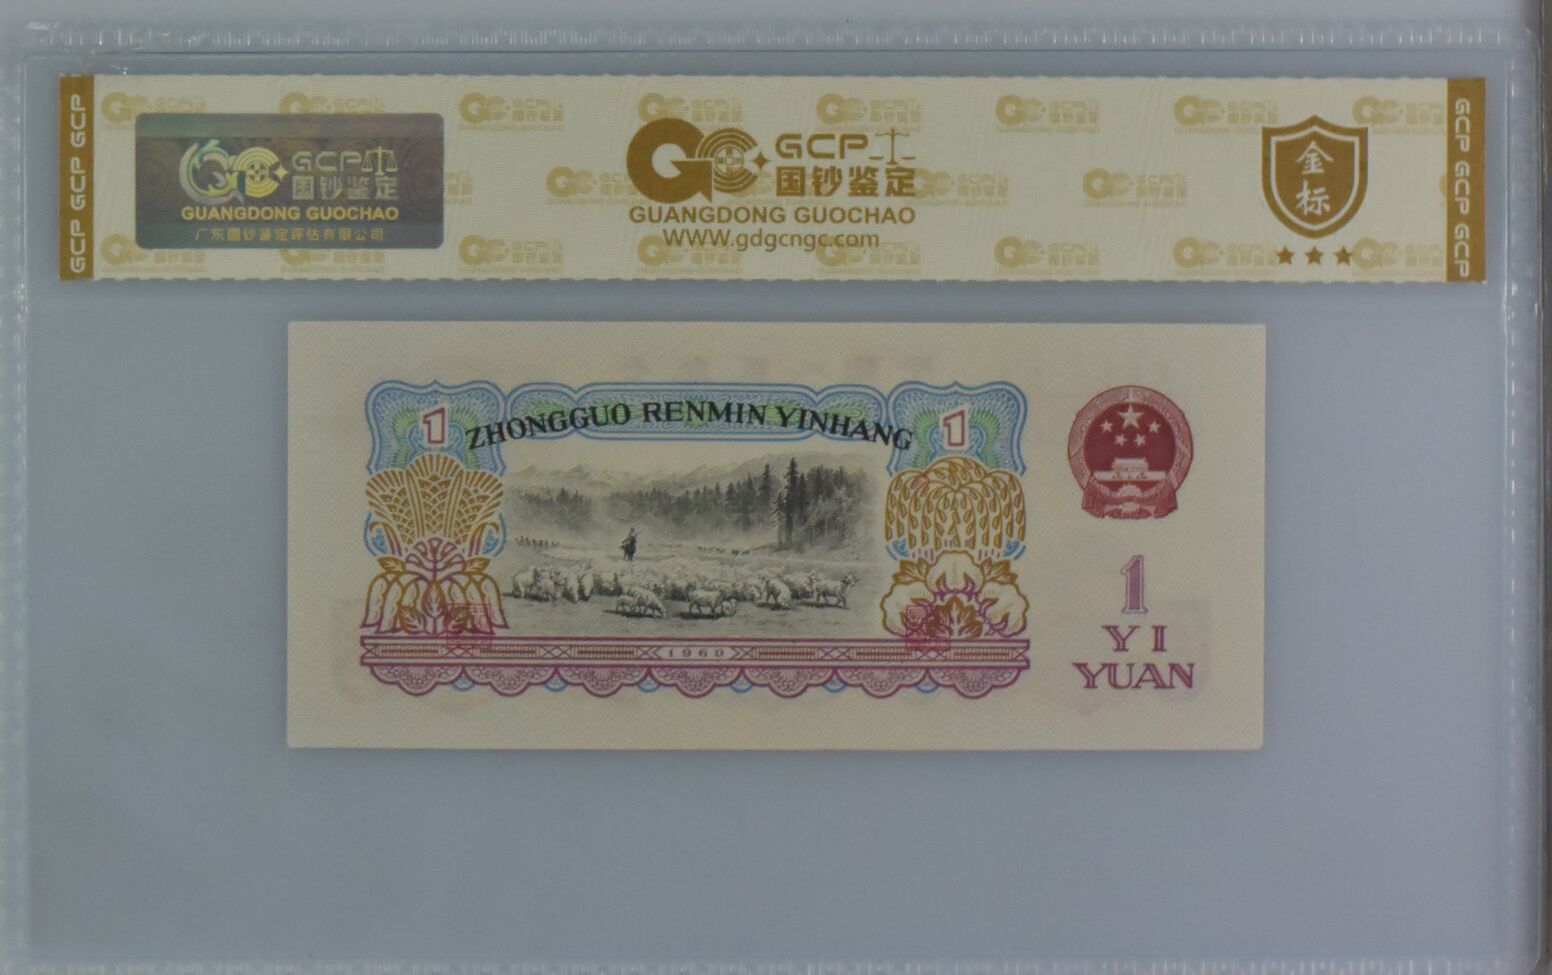 GCP GCP GCP
GCP
国钞鉴定
GUANGDONG GUOCHAO
广东国钞鉴定评估有限公司
GCP
国钞鉴定
GUANGDONG GUOCHAO
www.gdgcngc.com
金
标
GCP GCP GCP
1
ZHONGGUO RENMIN YINHANG
1
1960
1
YI
YUAN